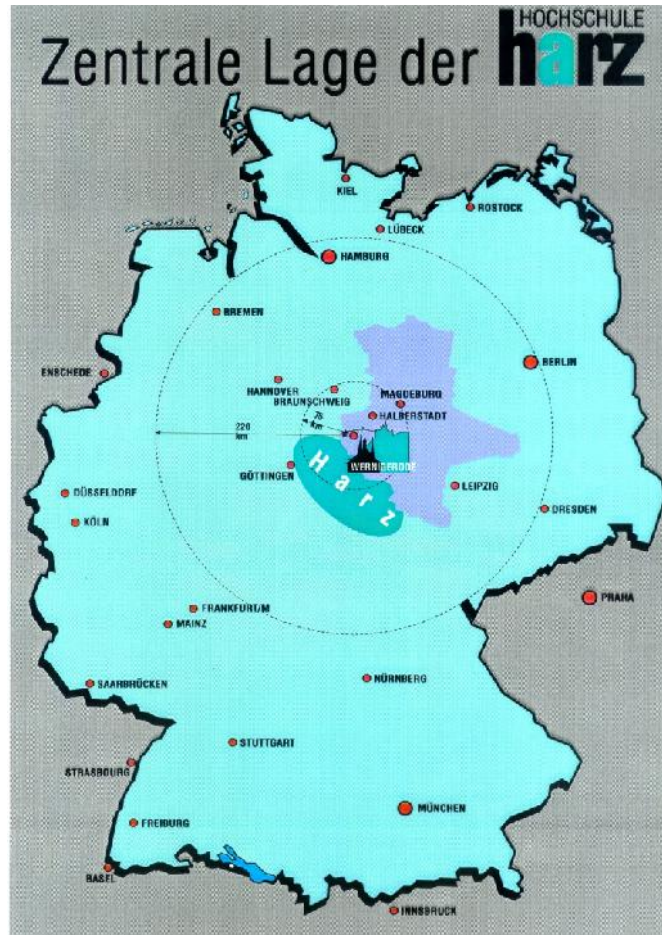 HOCHSCHULE
Zentrale Lage der harz
KIEL
ROSTOCK
LÜBECK
HAMBURG
BREMEN
BERLIN
ENSCHEDE
HANNOVER
BRAUNSCHWEIG
MAGDEBURG
HALBERSTADT
75
km
220
km
WERNIGERODE
GÖTTINGEN
Harz
LEIPZIG
DÜSSELDORF
DRESDEN
KÖLN
PRAHA
FRANKFURT/M
MAINZ
NÜRNBERG
SAARBRÜCKEN
STUTTGART
STRASBOURG
MÜNCHEN
FREIBURG
BASEL
INNSBRUCK